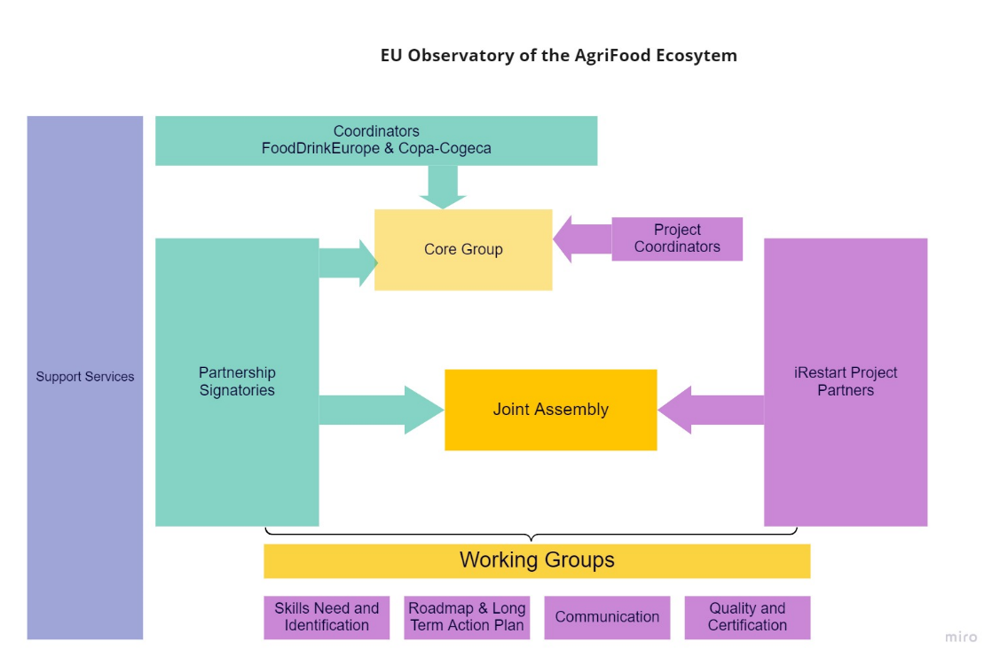 EU Observatory of the AgriFood Ecosytem
Coordinators
FoodDrinkEurope & Copa-Cogeca
Core Group
Project
Coordinators
Support Services
Partnership
Signatories
Joint Assembly
iRestart Project
Partners
Working Groups
Skills Need and
Identification
Roadmap & Long
Term Action Plan
Communication
Quality and
Certification
miro